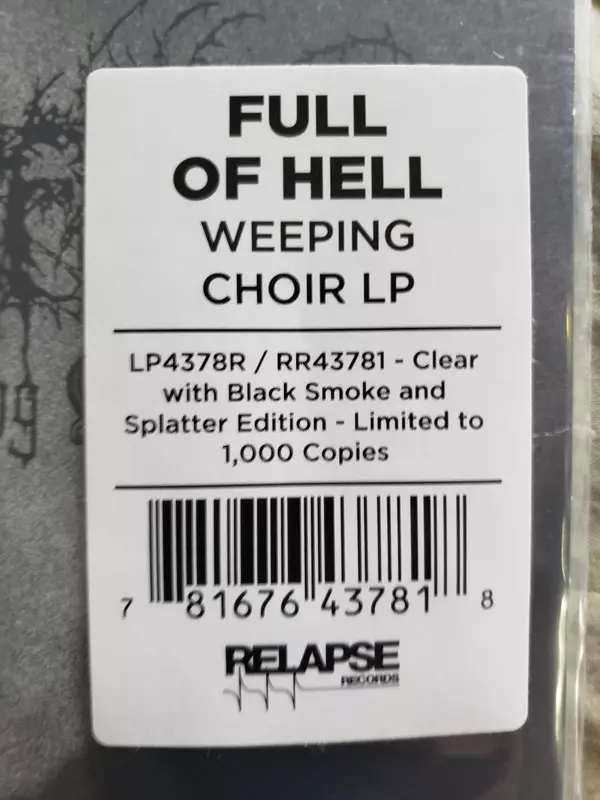 FULL
OF HELL
WEEPING
CHOIR LP
LP4378R / RR43781 - Clear
with Black Smoke and
Splatter Edition - Limited to
1,000 Copies
7 81676 43781 8
RELAPSE
RECORDS